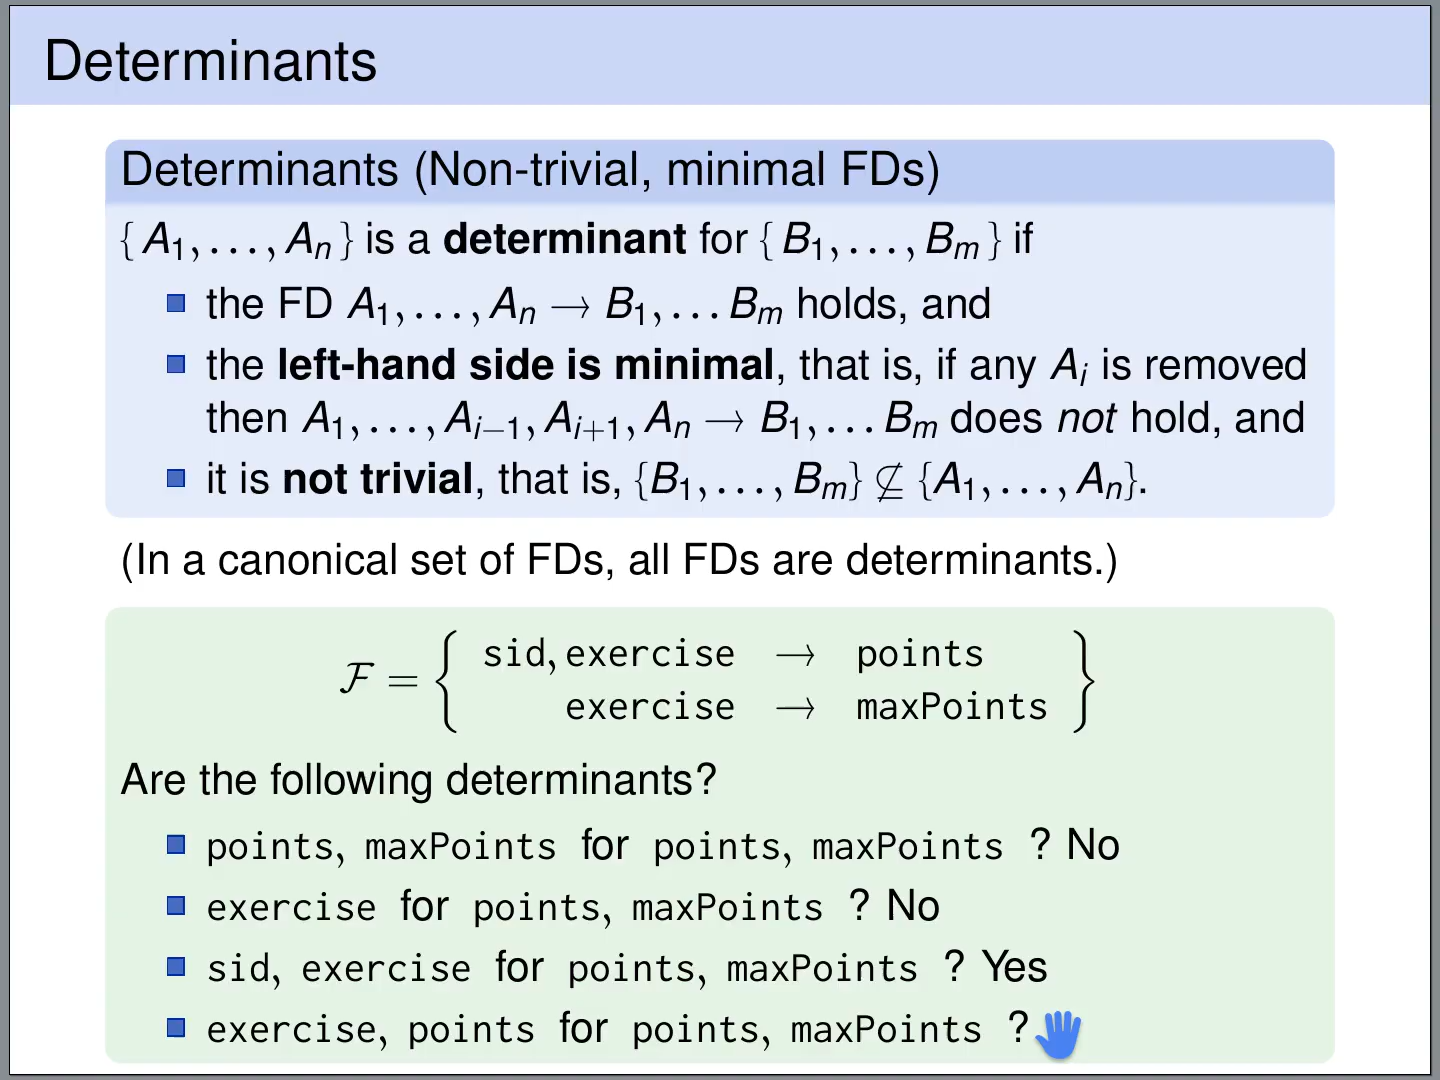 Determinants
Determinants (Non-trivial, minimal FDs)
{ A₁, . . . , Aₙ } is a determinant for { B₁, . . . , Bₘ } if
the FD A₁, . . . , Aₙ → B₁, . . . Bₘ holds, and
the left-hand side is minimal, that is, if any Aᵢ is removed
then A₁, . . . , Aᵢ₋₁, Aᵢ₊₁, Aₙ → B₁, . . . Bₘ does not hold, and
it is not trivial, that is, {B₁, . . . , Bₘ} ⊈ {A₁, . . . , Aₙ}.
(In a canonical set of FDs, all FDs are determinants.)
ℱ = { sid, exercise → points
exercise → maxPoints }
Are the following determinants?
points, maxPoints for points, maxPoints ? No
exercise for points, maxPoints ? No
sid, exercise for points, maxPoints ? Yes
exercise, points for points, maxPoints ?